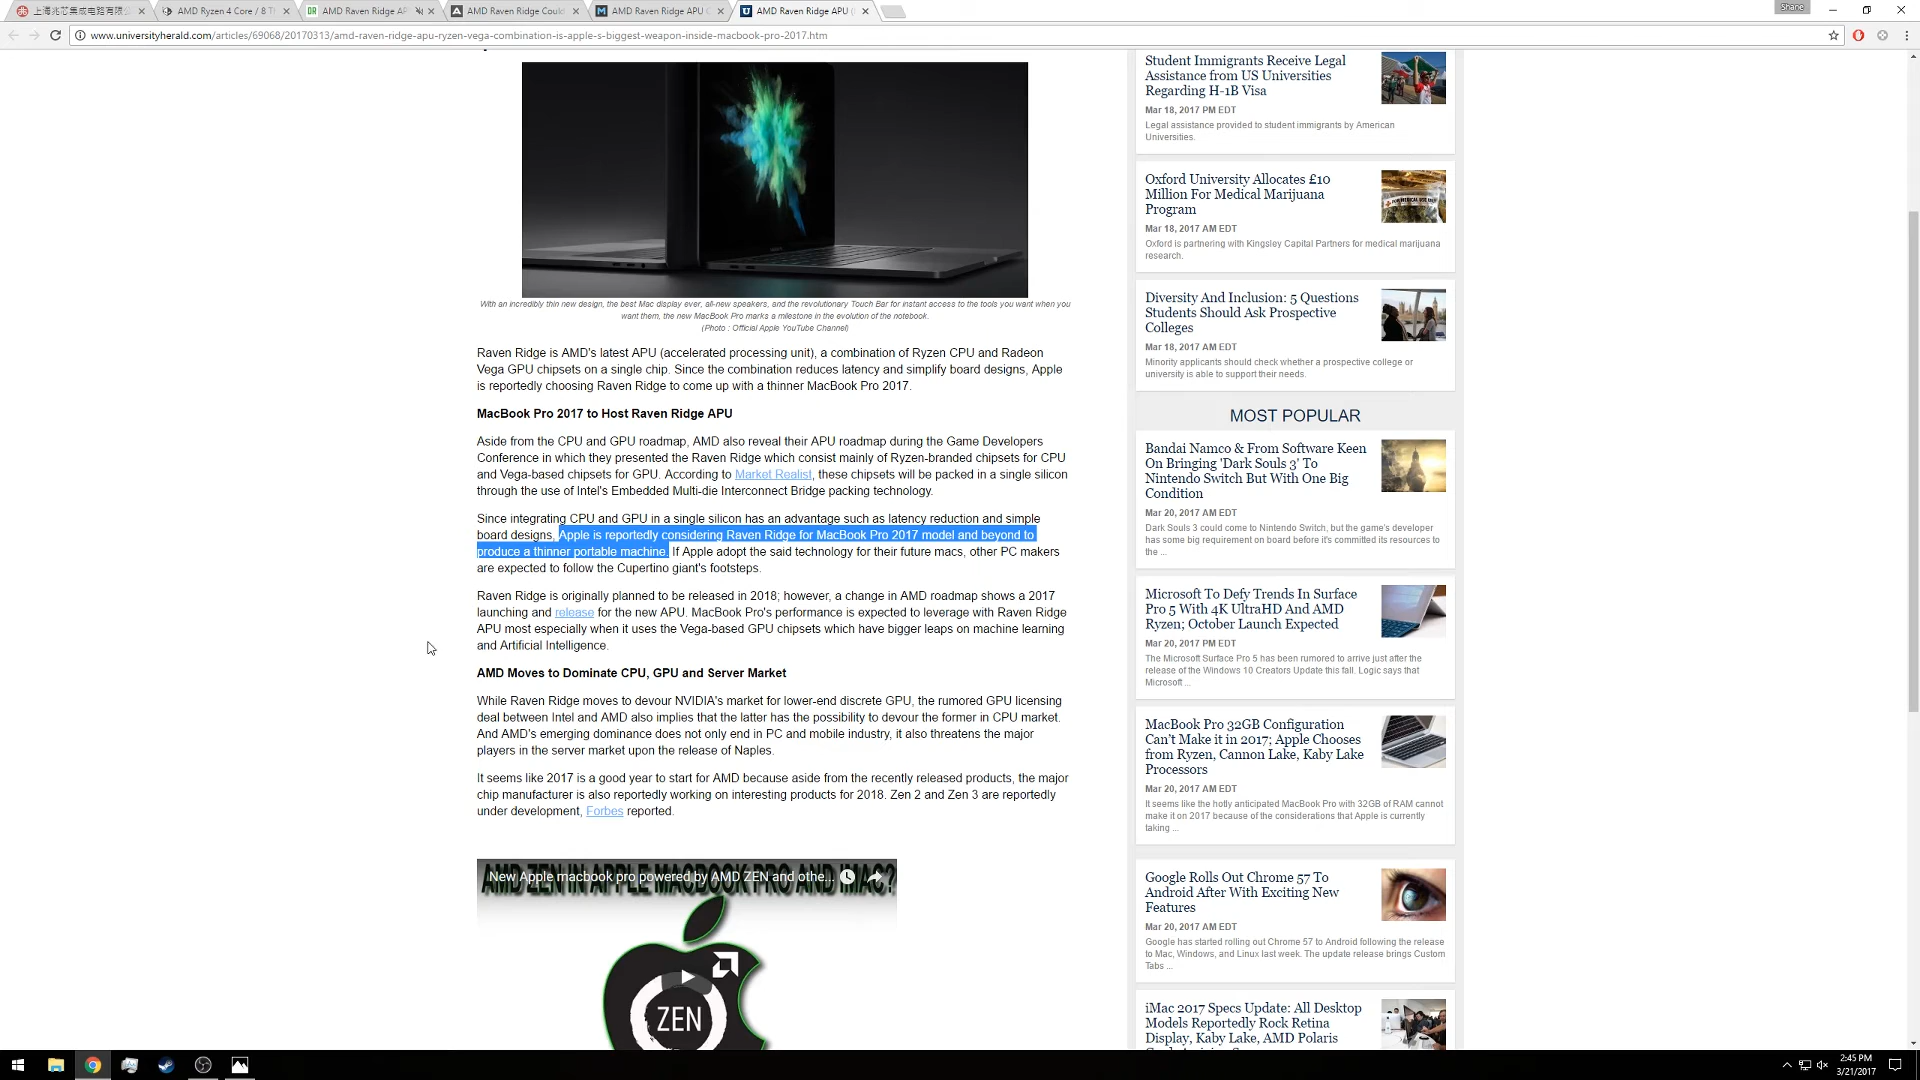 上海兆芯集成电路有限公
AMD Ryzen 4 Core / 8 Th
AMD Raven Ridge AP
AMD Raven Ridge Could
AMD Raven Ridge APU C
AMD Raven Ridge APU (
Shane
www.universityherald.com/articles/69068/20170313/amd-raven-ridge-apu-ryzen-vega-combination-is-apple-s-biggest-weapon-inside-macbook-pro-2017.htm
With an incredibly thin new design, the best Mac display ever, all-new speakers, and the revolutionary Touch Bar for instant access to the tools you want when you
want them, the new MacBook Pro marks a milestone in the evolution of the notebook.
(Photo : Official Apple YouTube Channel)
Raven Ridge is AMD's latest APU (accelerated processing unit), a combination of Ryzen CPU and Radeon
Vega GPU chipsets on a single chip. Since the combination reduces latency and simplify board designs, Apple
is reportedly choosing Raven Ridge to come up with a thinner MacBook Pro 2017.
MacBook Pro 2017 to Host Raven Ridge APU
Aside from the CPU and GPU roadmap, AMD also reveal their APU roadmap during the Game Developers
Conference in which they presented the Raven Ridge which consist mainly of Ryzen-branded chipsets for CPU
and Vega-based chipsets for GPU. According to Market Realist, these chipsets will be packed in a single silicon
through the use of Intel's Embedded Multi-die Interconnect Bridge packing technology.
Since integrating CPU and GPU in a single silicon has an advantage such as latency reduction and simple
board designs, Apple is reportedly considering Raven Ridge for MacBook Pro 2017 model and beyond to
produce a thinner portable machine. If Apple adopt the said technology for their future macs, other PC makers
are expected to follow the Cupertino giant's footsteps.
Raven Ridge is originally planned to be released in 2018; however, a change in AMD roadmap shows a 2017
launching and release for the new APU. MacBook Pro's performance is expected to leverage with Raven Ridge
APU most especially when it uses the Vega-based GPU chipsets which have bigger leaps on machine learning
and Artificial Intelligence.
AMD Moves to Dominate CPU, GPU and Server Market
While Raven Ridge moves to devour NVIDIA's market for lower-end discrete GPU, the rumored GPU licensing
deal between Intel and AMD also implies that the latter has the possibility to devour the former in CPU market.
And AMD's emerging dominance does not only end in PC and mobile industry, it also threatens the major
players in the server market upon the release of Naples.
It seems like 2017 is a good year to start for AMD because aside from the recently released products, the major
chip manufacturer is also reportedly working on interesting products for 2018. Zen 2 and Zen 3 are reportedly
under development, Forbes reported.
AMD ZEN IN APPLE MACBOOK PRO AND IMAC?
New Apple macbook pro powered by AMD ZEN and othe...
ZEN
Student Immigrants Receive Legal
Assistance from US Universities
Regarding H-1B Visa
Mar 18, 2017 PM EDT
Legal assistance provided to student immigrants by American
Universities.
Oxford University Allocates £10
Million For Medical Marijuana
Program
Mar 18, 2017 AM EDT
Oxford is partnering with Kingsley Capital Partners for medical marijuana
research.
Diversity And Inclusion: 5 Questions
Students Should Ask Prospective
Colleges
Mar 18, 2017 AM EDT
Minority applicants should check whether a prospective college or
university is able to support their needs.
MOST POPULAR
Bandai Namco & From Software Keen
On Bringing 'Dark Souls 3' To
Nintendo Switch But With One Big
Condition
Mar 20, 2017 AM EDT
Dark Souls 3 could come to Nintendo Switch, but the game's developer
has some big requirement on board before it's committed its resources to
the ...
Microsoft To Defy Trends In Surface
Pro 5 With 4K UltraHD And AMD
Ryzen; October Launch Expected
Mar 20, 2017 PM EDT
The Microsoft Surface Pro 5 has been rumored to arrive just after the
release of the Windows 10 Creators Update this fall. Logic says that
Microsoft ...
MacBook Pro 32GB Configuration
Can't Make it in 2017; Apple Chooses
from Ryzen, Cannon Lake, Kaby Lake
Processors
Mar 20, 2017 AM EDT
It seems like the hotly anticipated MacBook Pro with 32GB of RAM cannot
make it on 2017 because of the considerations that Apple is currently
taking ...
Google Rolls Out Chrome 57 To
Android After With Exciting New
Features
Mar 20, 2017 AM EDT
Google has started rolling out Chrome 57 to Android following the release
to Mac, Windows, and Linux last week. The update release brings Custom
Tabs ...
iMac 2017 Specs Update: All Desktop
Models Reportedly Rock Retina
Display, Kaby Lake, AMD Polaris
2:45 PM
3/21/2017